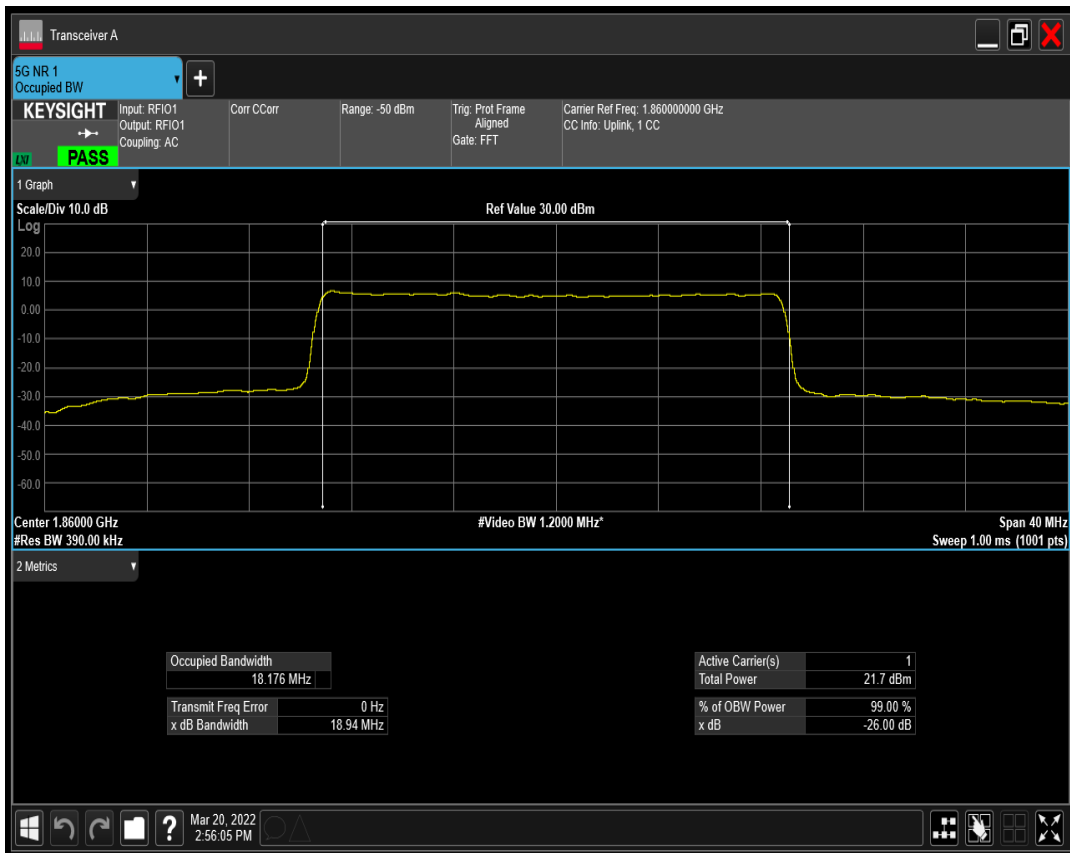 Transceiver A
5G NR 1
Occupied BW
KEYSIGHT
LXI
PASS
Input: RFIO1
Output: RFIO1
Coupling: AC
Corr CCorr
Range: -50 dBm
Trig: Prot Frame
Aligned
Gate: FFT
Carrier Ref Freq: 1.860000000 GHz
CC Info: Uplink, 1 CC
1 Graph
Scale/Div 10.0 dB
Ref Value 30.00 dBm
Log
20.0
10.0
0.00
-10.0
-20.0
-30.0
-40.0
-50.0
-60.0
Center 1.86000 GHz
#Video BW 1.2000 MHz*
Span 40 MHz
#Res BW 390.00 kHz
Sweep 1.00 ms (1001 pts)
2 Metrics
Occupied Bandwidth
18.176 MHz
Transmit Freq Error 0 Hz
x dB Bandwidth 18.94 MHz
Active Carrier(s) 1
Total Power 21.7 dBm
% of OBW Power 99.00 %
x dB -26.00 dB
Mar 20, 2022
2:56:05 PM